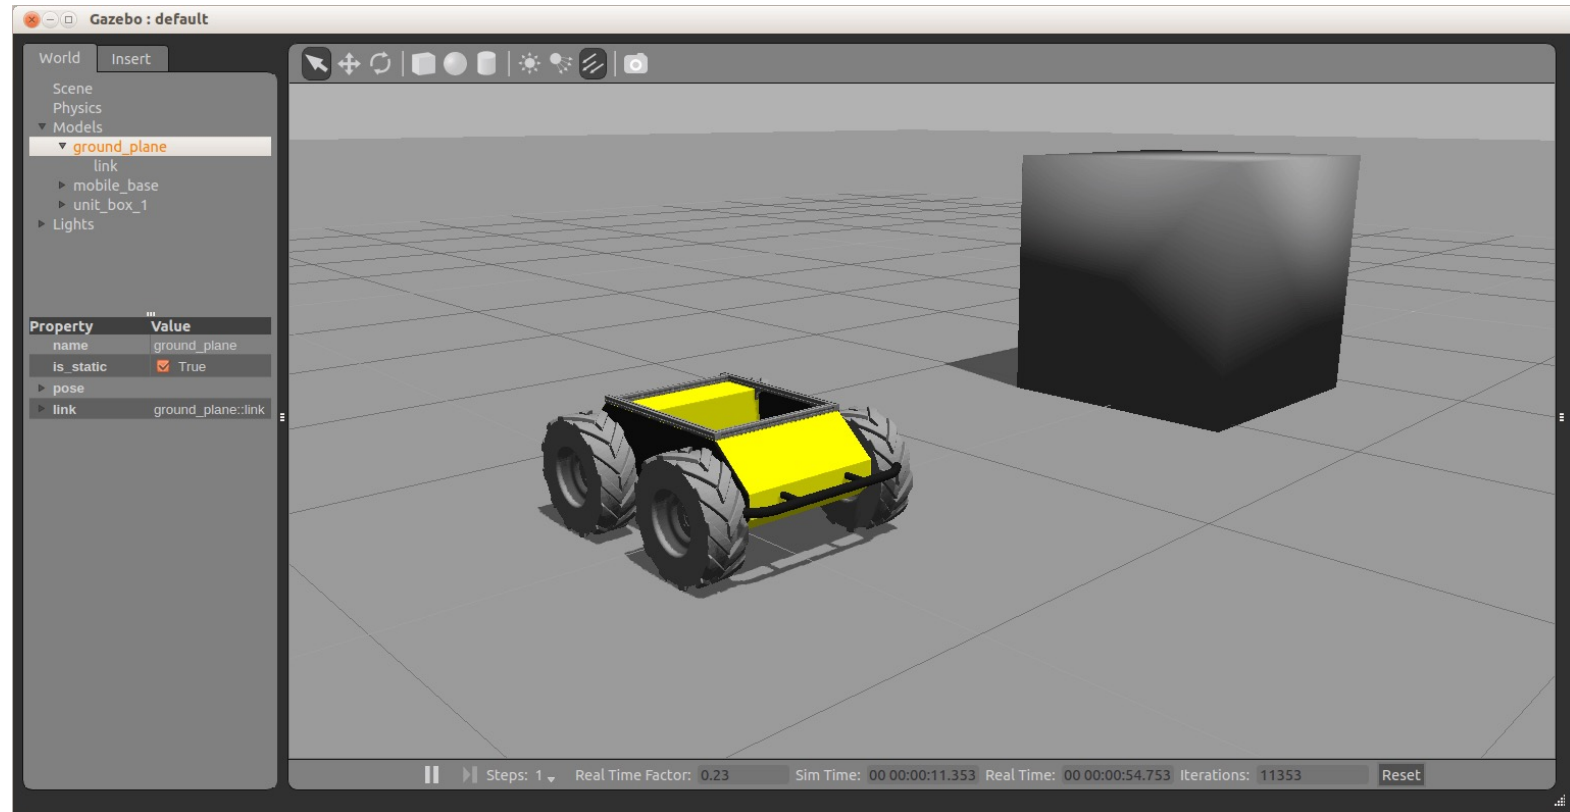 Gazebo : default
World Insert
Scene
Physics
Models
ground_plane
link
mobile_base
unit_box_1
Lights
Property Value
name ground_plane
is_static True
pose
link ground_plane::link
Steps: 1 Real Time Factor: 0.23 Sim Time: 00 00:00:11.353 Real Time: 00 00:00:54.753 Iterations: 11353 Reset